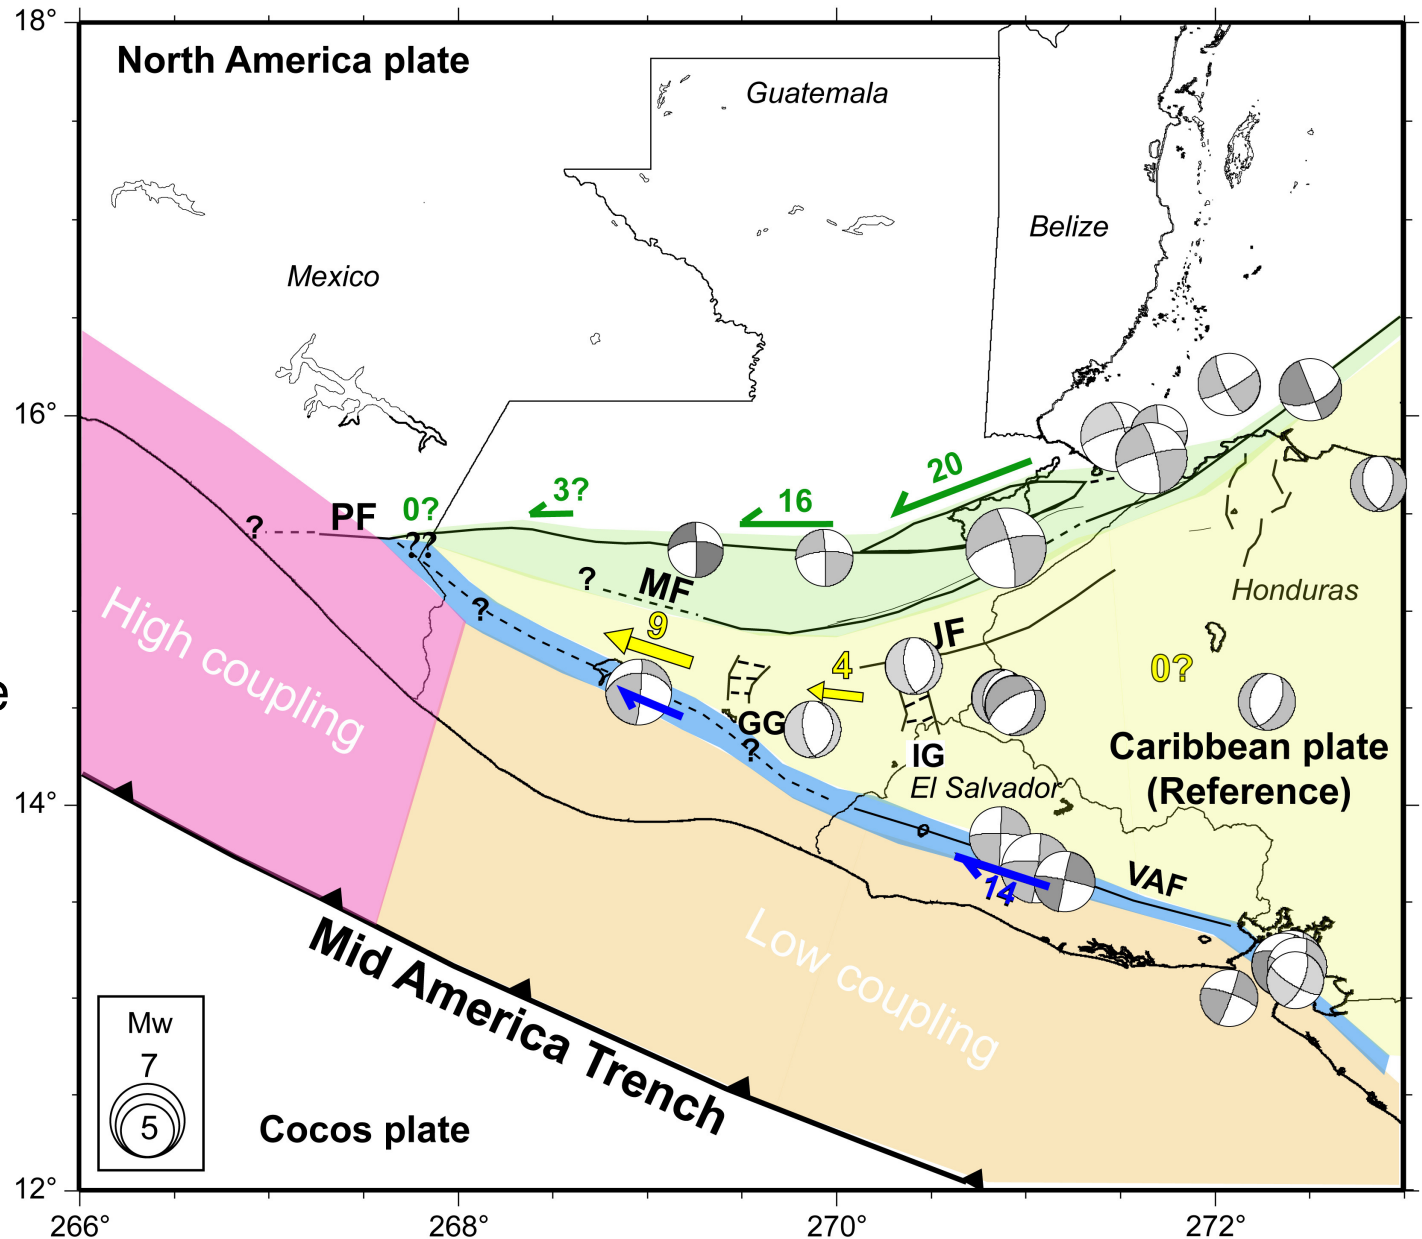 18°
North America plate
Guatemala
Belize
Mexico
16°
20
3?
0?
16
PF
?
??
?
MF
?
9
JF
Honduras
4
0?
High coupling
GG
?
IG
Caribbean plate
(Reference)
El Salvador
e
14°
14
VAF
Low coupling
Mid America Trench
Mw
7
5
Cocos plate
12°
266°
268°
270°
272°